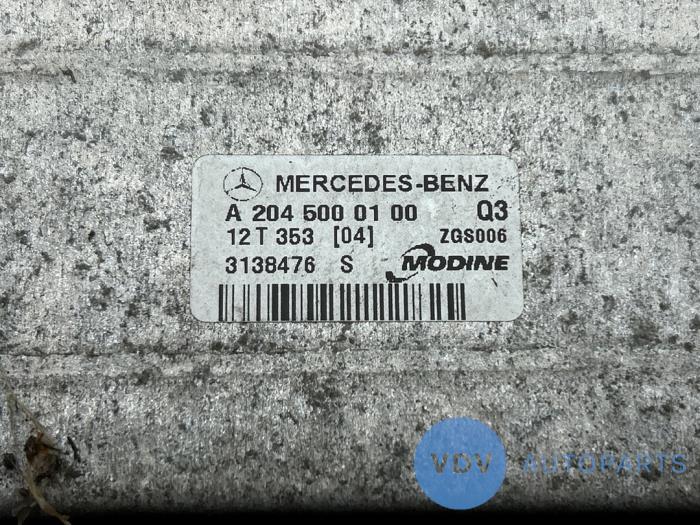 MERCEDES-BENZ
A 204 500 01 00 Q3
12 T 353 [04] ZGS006
3138476 S MODINE
VDV AUTOPARTS